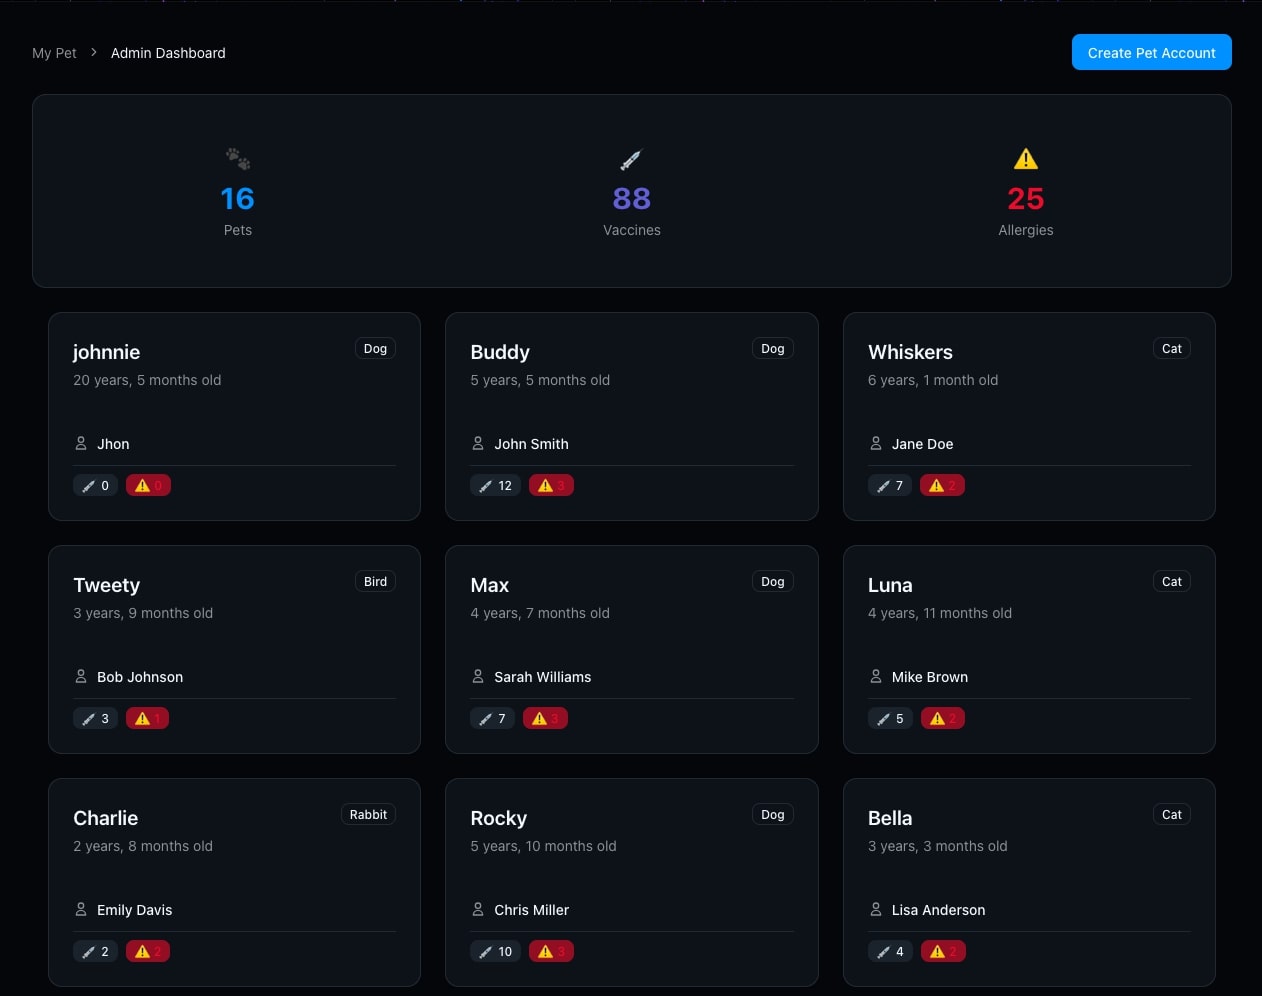 My Pet > Admin Dashboard
Create Pet Account
16
Pets
88
Vaccines
25
Allergies
johnnie
Dog
20 years, 5 months old
Jhon
0 0
Buddy
Dog
5 years, 5 months old
John Smith
12 3
Whiskers
Cat
6 years, 1 month old
Jane Doe
7 2
Tweety
Bird
3 years, 9 months old
Bob Johnson
3 1
Max
Dog
4 years, 7 months old
Sarah Williams
7 3
Luna
Cat
4 years, 11 months old
Mike Brown
5 2
Charlie
Rabbit
2 years, 8 months old
Emily Davis
2 2
Rocky
Dog
5 years, 10 months old
Chris Miller
10 3
Bella
Cat
3 years, 3 months old
Lisa Anderson
4 2